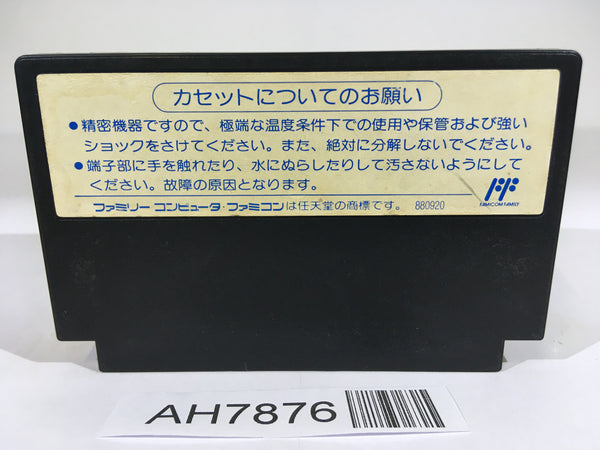 カセットについてのお願い
●精密機器ですので、極端な温度条件下での使用や保管および強い
ショックをさけてください。また、絶対に分解しないでください。
●端子部に手を触れたり、水にぬらしたりして汚さないようにして
ください。故障の原因となります。
ファミリー コンピュータ・ファミコンは任天堂の商標です。 880920
FAMICOM FAMILY
AH7876